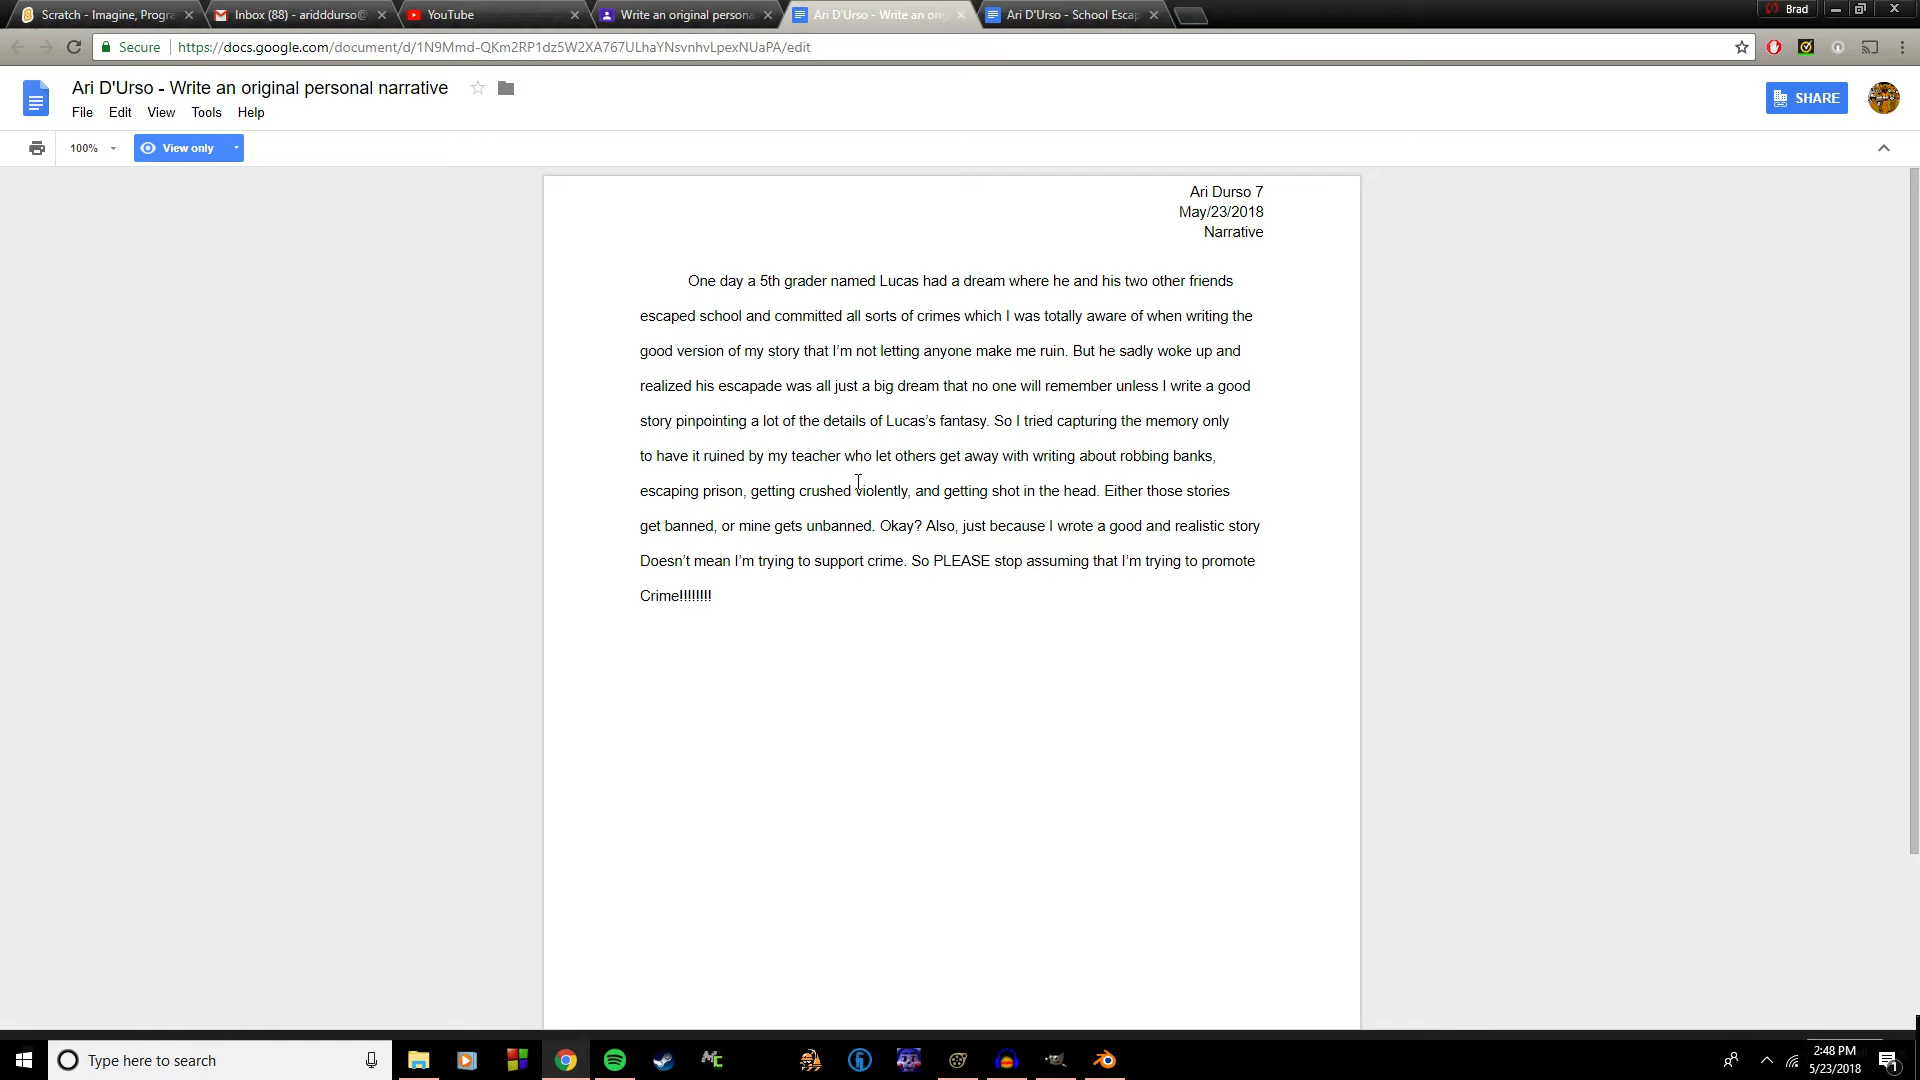 Scratch - Imagine, Progra
Inbox (88) - aridddurso@
YouTube
Write an original persona
Ari D'Urso - Write an orig
Ari D'Urso - School Escap
Brad
Secure
https://docs.google.com/document/d/1N9Mmd-QKm2RP1dz5W2XA767ULhaYNsvnhvLpexNUaPA/edit
Ari D'Urso - Write an original personal narrative
File Edit View Tools Help
SHARE
100% View only
Ari Durso 7
May/23/2018
Narrative
One day a 5th grader named Lucas had a dream where he and his two other friends
escaped school and committed all sorts of crimes which I was totally aware of when writing the
good version of my story that I’m not letting anyone make me ruin. But he sadly woke up and
realized his escapade was all just a big dream that no one will remember unless I write a good
story pinpointing a lot of the details of Lucas’s fantasy. So I tried capturing the memory only
to have it ruined by my teacher who let others get away with writing about robbing banks,
escaping prison, getting crushed violently, and getting shot in the head. Either those stories
get banned, or mine gets unbanned. Okay? Also, just because I wrote a good and realistic story
Doesn’t mean I’m trying to support crime. So PLEASE stop assuming that I’m trying to promote
Crime!!!!!!!!
Type here to search
2:48 PM
5/23/2018
1